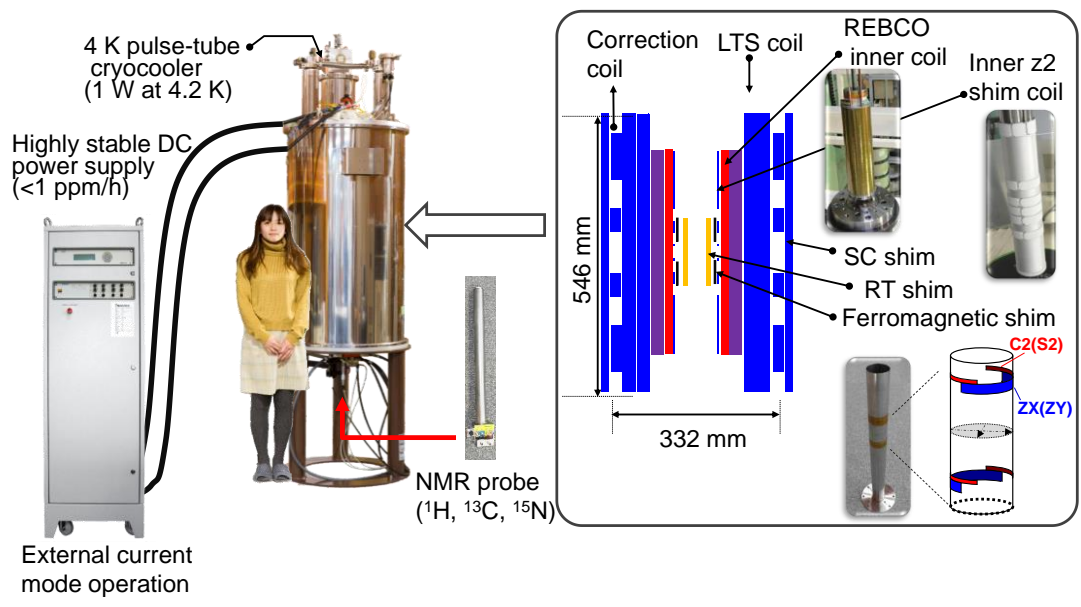 4 K pulse-tube
cryocooler
(1 W at 4.2 K)
Highly stable DC
power supply
(<1 ppm/h)
External current
mode operation
NMR probe
(¹H, ¹³C, ¹⁵N)
Correction
coil
LTS coil
REBCO
inner coil
Inner z2
shim coil
546 mm
332 mm
SC shim
RT shim
Ferromagnetic shim
C2(S2)
ZX(ZY)